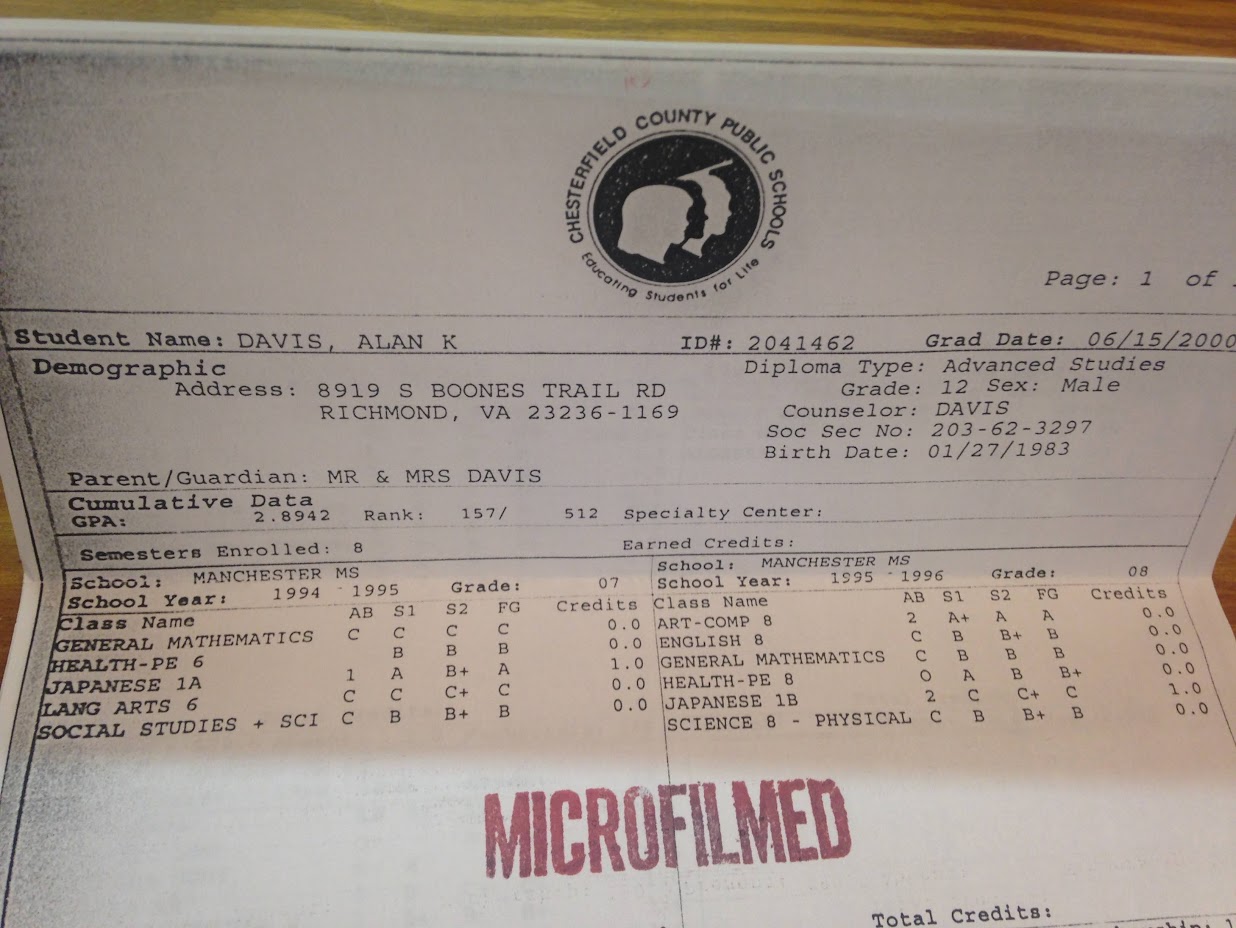 CHESTERFIELD COUNTY PUBLIC SCHOOLS
Educating Students for Life
Page: 1 of
Student Name: DAVIS, ALAN K ID#: 2041462 Grad Date: 06/15/2000
Demographic Diploma Type: Advanced Studies
Address: 8919 S BOONES TRAIL RD Grade: 12 Sex: Male
RICHMOND, VA 23236-1169 Counselor: DAVIS
Soc Sec No: 203-62-3297
Birth Date: 01/27/1983
Parent/Guardian: MR & MRS DAVIS
Cumulative Data
GPA: 2.8942 Rank: 157/ 512 Specialty Center:
Semesters Enrolled: 8 Earned Credits:
School: MANCHESTER MS
School Year: 1994 - 1995 Grade: 07
Class Name AB S1 S2 FG Credits
GENERAL MATHEMATICS C C C C 0.0
HEALTH-PE 6 B B B 0.0
JAPANESE 1A 1 A B+ A 1.0
LANG ARTS 6 C C C+ C 0.0
SOCIAL STUDIES + SCI C B B+ B 0.0
School: MANCHESTER MS
School Year: 1995 - 1996 Grade: 08
Class Name AB S1 S2 FG Credits
ART-COMP 8 2 A+ A A 0.0
ENGLISH 8 C B B+ B 0.0
GENERAL MATHEMATICS C B B B 0.0
HEALTH-PE 8 O A B B+ 0.0
JAPANESE 1B 2 C C+ C 1.0
SCIENCE 8 - PHYSICAL C B B+ B 0.0
MICROFILMED
Total Credits: